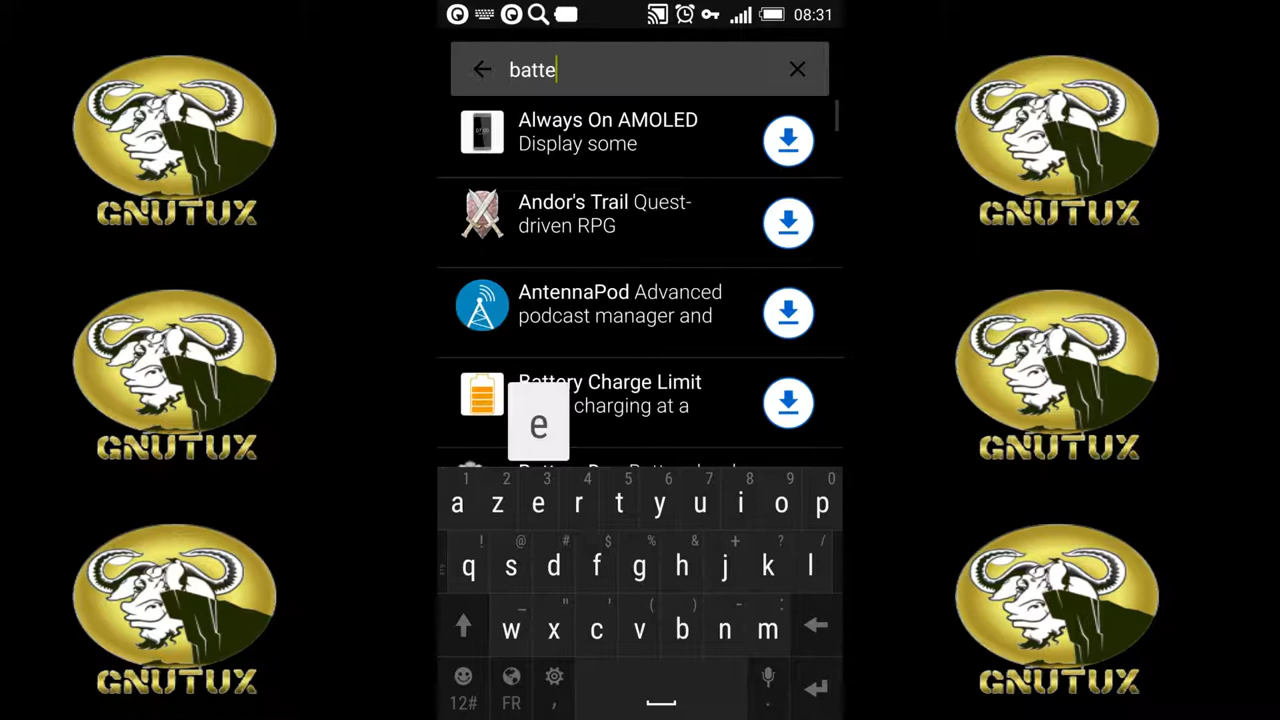 08:31
batte
Always On AMOLED
Display some
Andor's Trail Quest-
driven RPG
AntennaPod Advanced
podcast manager and
Battery Charge Limit
charging at a
e
1 2 3 4 5 6 7 8 9 0
a z e r t y u i o p
! @ # $ % & + ? /
q s d f g h j k l
_ " ' ( ) - :
w x c v b n m
12# FR , .
GNUTUX
GNUTUX
GNUTUX
GNUTUX
GNUTUX
GNUTUX